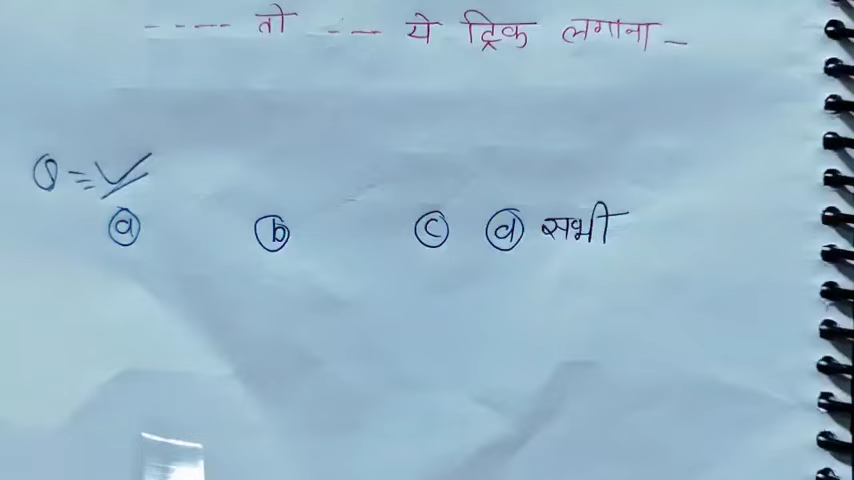 ---- तो --- ये ट्रिक लगाना _
Q = ✓
(a) (b) (c) (d) सभी